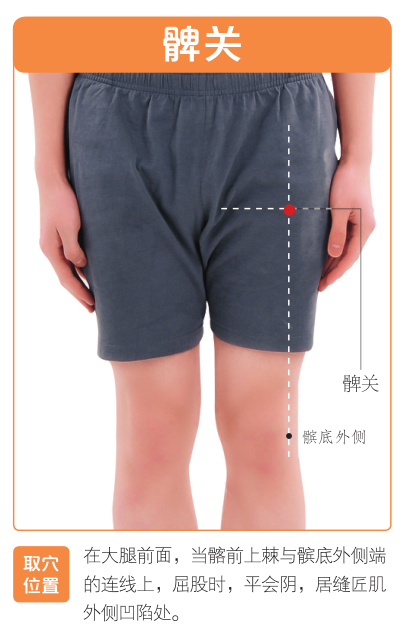 髀关
髀关
髌底外侧
取穴
位置
在大腿前面，当髂前上棘与髌底外侧端
的连线上，屈股时，平会阴，居缝匠肌
外侧凹陷处。